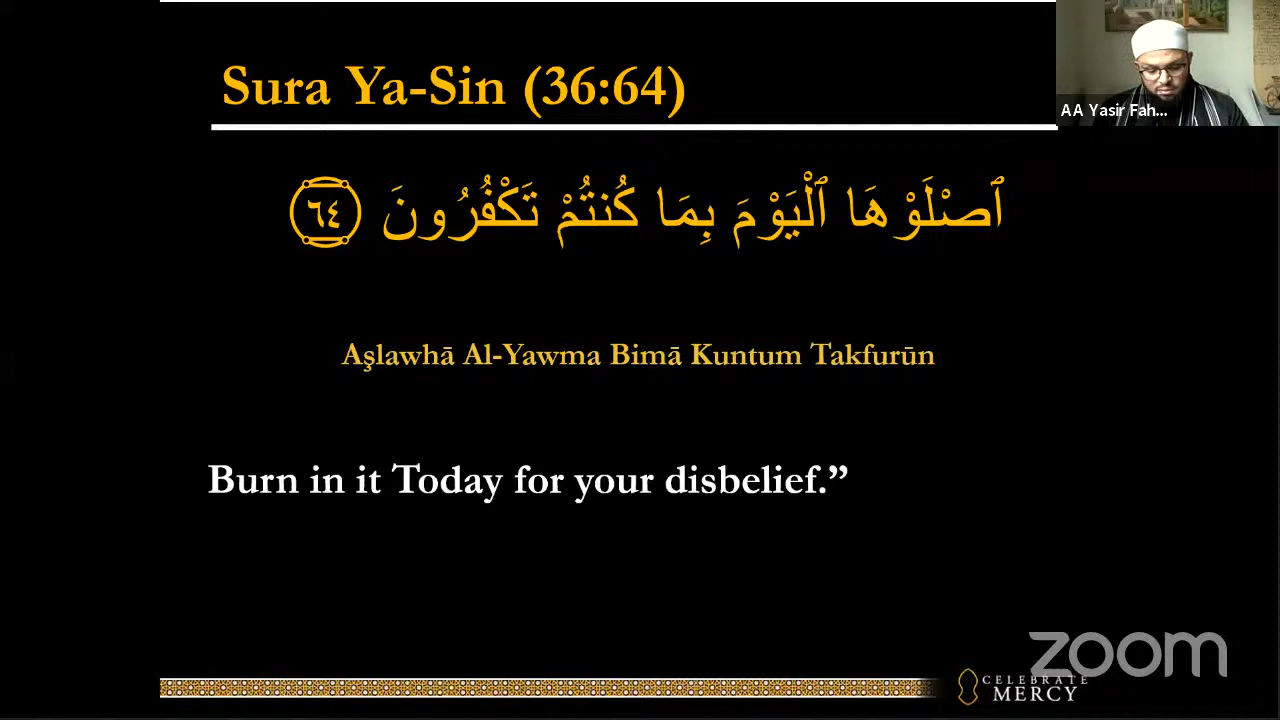 Sura Ya-Sin (36:64)
AA Yasir Fah...
ٱصْلَوْهَا ٱلْيَوْمَ بِمَا كُنتُمْ تَكْفُرُونَ ٦٤
Aşlawhā Al-Yawma Bimā Kuntum Takfurūn
Burn in it Today for your disbelief.”
zoom
CELEBRATE
MERCY